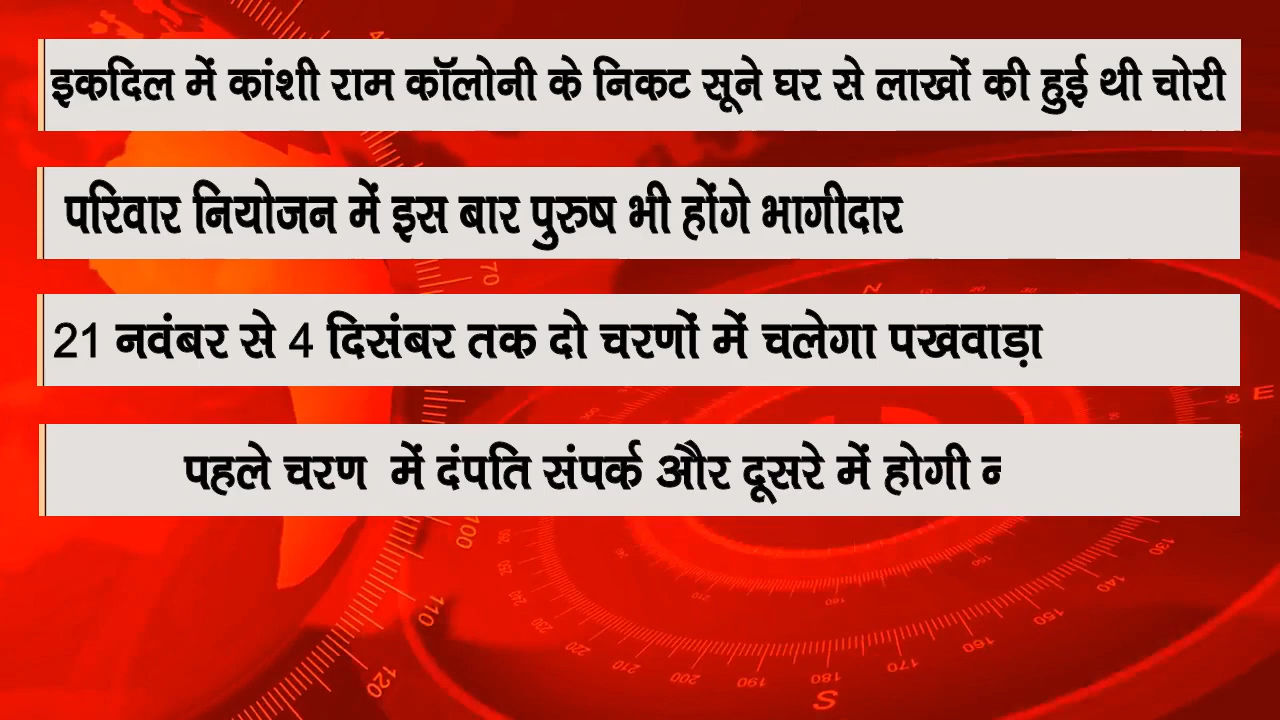 इकदिल में कांशी राम कॉलोनी के निकट सूने घर से लाखों की हुई थी चोरी
परिवार नियोजन में इस बार पुरुष भी होंगे भागीदार
21 नवंबर से 4 दिसंबर तक दो चरणों में चलेगा पखवाड़ा
पहले चरण में दंपति संपर्क और दूसरे में होगी